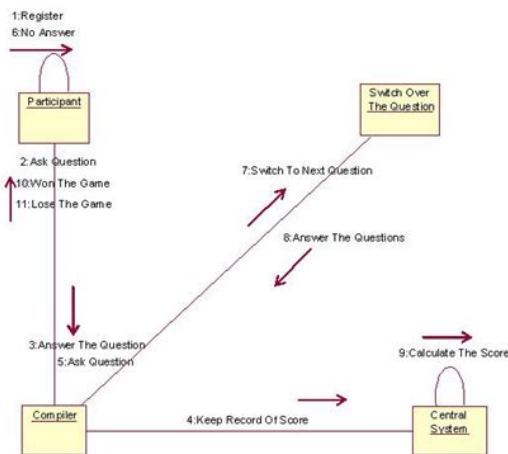 1:Register
6:No Answer
Participant
Switch Over
The Question
2:Ask Question
10:Won The Game
11:Lose The Game
7:Switch To Next Question
8:Answer The Questions
3:Answer The Question
5:Ask Question
9:Calculate The Score
Compiler
4:Keep Record Of Score
Central
System